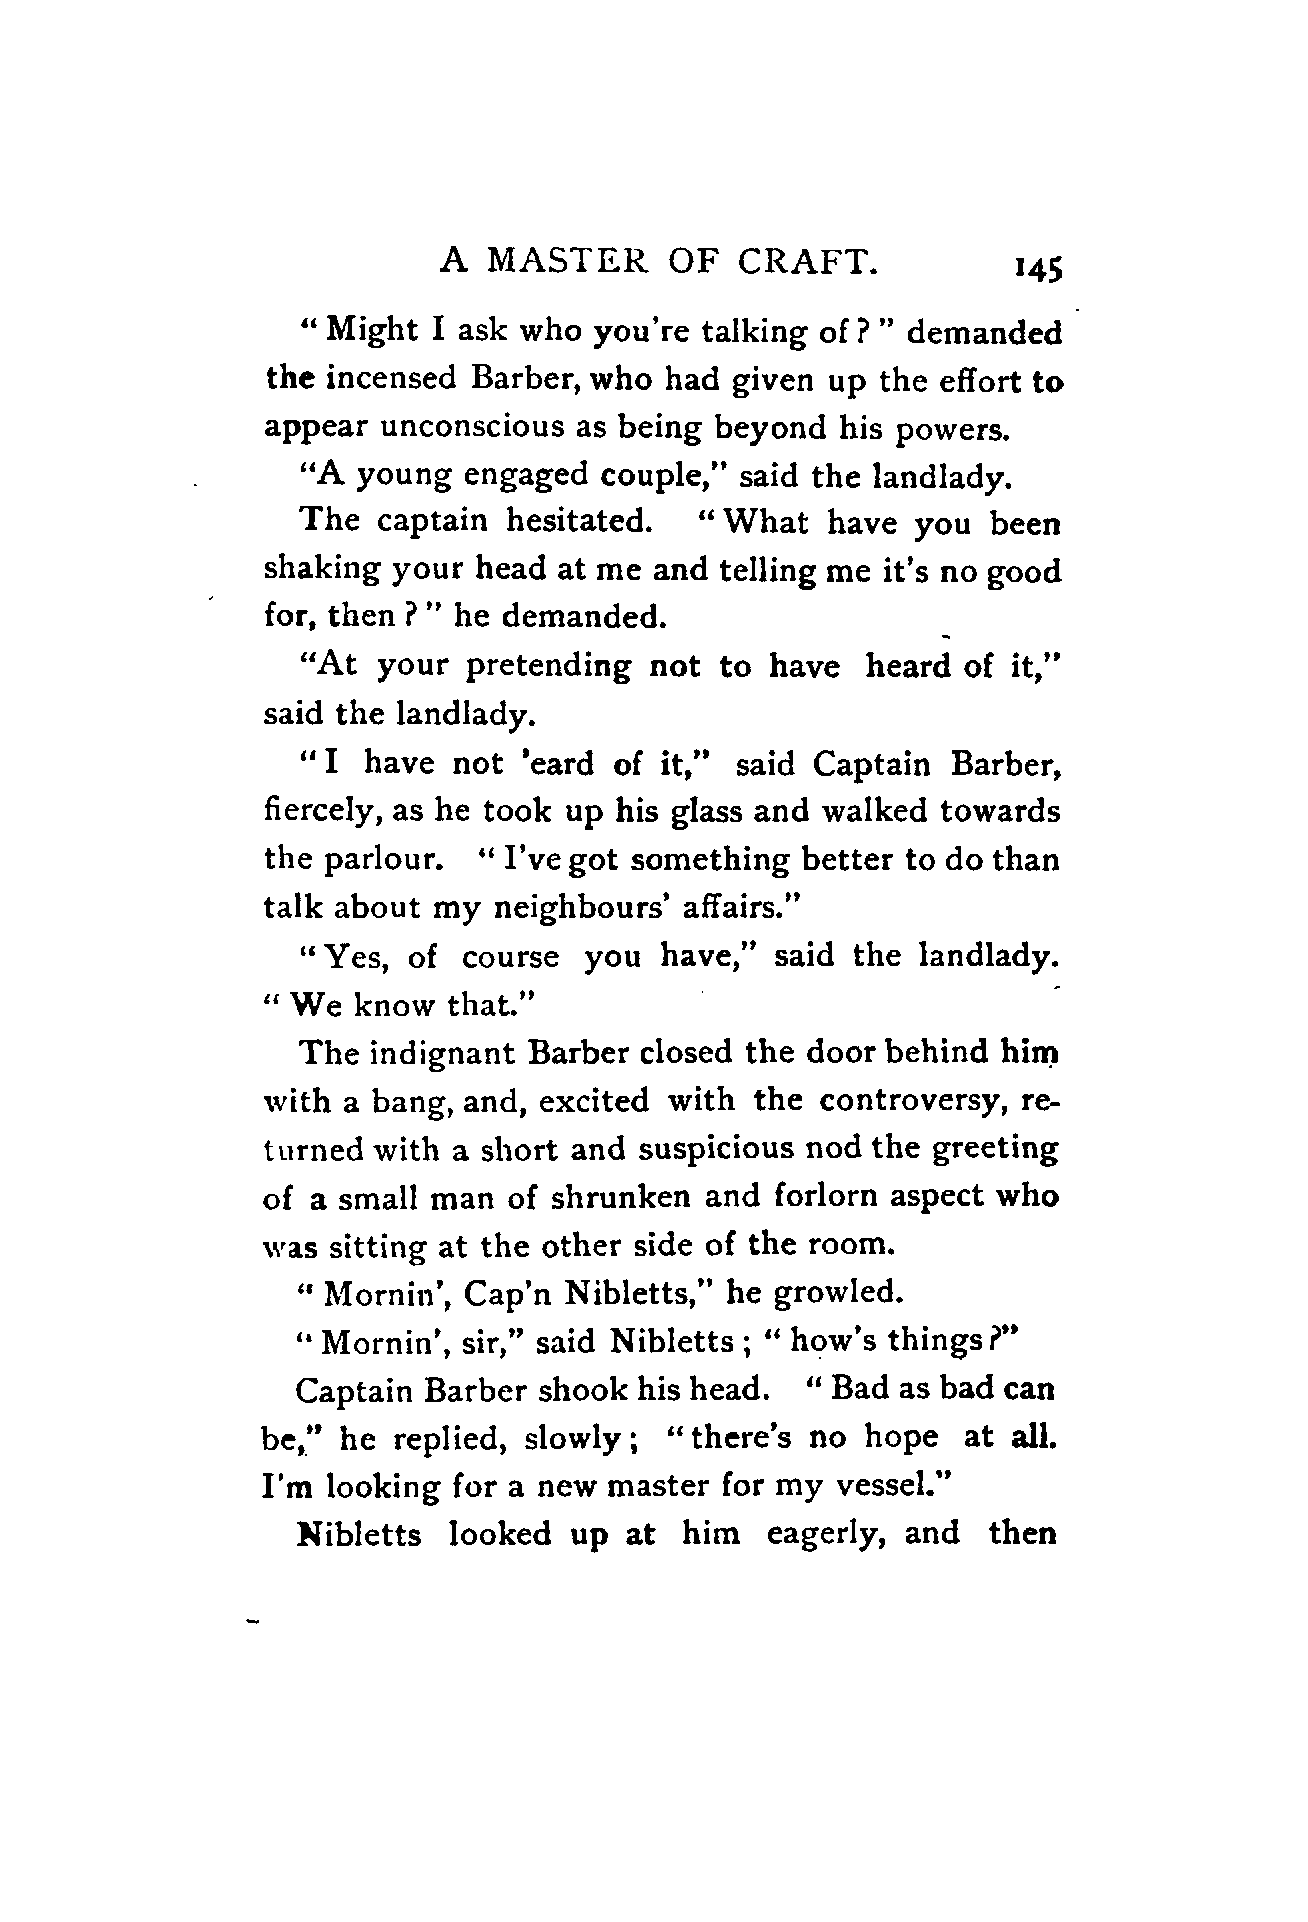 A MASTER OF CRAFT. 145
“Might I ask who you're talking of?” demanded
the incensed Barber, who had given up the effort to
appear unconscious as being beyond his powers.
“A young engaged couple,” said the landlady.
The captain hesitated. “What have you been
shaking your head at me and telling me it's no good
for, then?” he demanded.
“At your pretending not to have heard of it,”
said the landlady.
“I have not 'eard of it,” said Captain Barber,
fiercely, as he took up his glass and walked towards
the parlour. “I've got something better to do than
talk about my neighbours' affairs.”
“Yes, of course you have,” said the landlady.
“We know that.”
The indignant Barber closed the door behind him
with a bang, and, excited with the controversy, re-
turned with a short and suspicious nod the greeting
of a small man of shrunken and forlorn aspect who
was sitting at the other side of the room.
“Mornin', Cap'n Nibletts,” he growled.
“Mornin', sir,” said Nibletts; “how's things?”
Captain Barber shook his head. “Bad as bad can
be,” he replied, slowly; “there's no hope at all.
I'm looking for a new master for my vessel.”
Nibletts looked up at him eagerly, and then